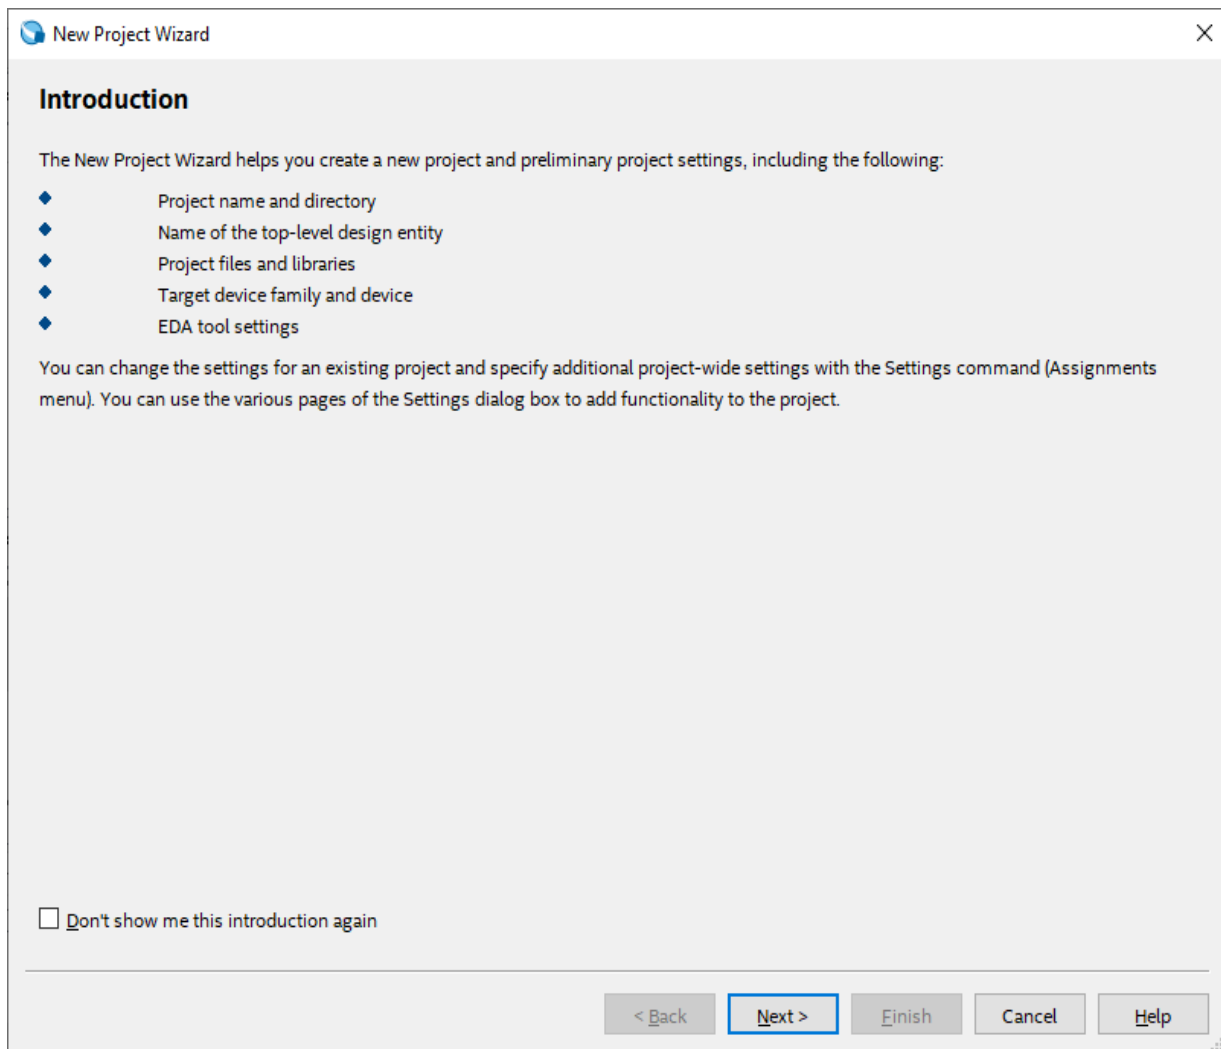 New Project Wizard
Introduction
The New Project Wizard helps you create a new project and preliminary project settings, including the following:
Project name and directory
Name of the top-level design entity
Project files and libraries
Target device family and device
EDA tool settings
You can change the settings for an existing project and specify additional project-wide settings with the Settings command (Assignments
menu). You can use the various pages of the Settings dialog box to add functionality to the project.
Don't show me this introduction again
< Back Next > Finish Cancel Help